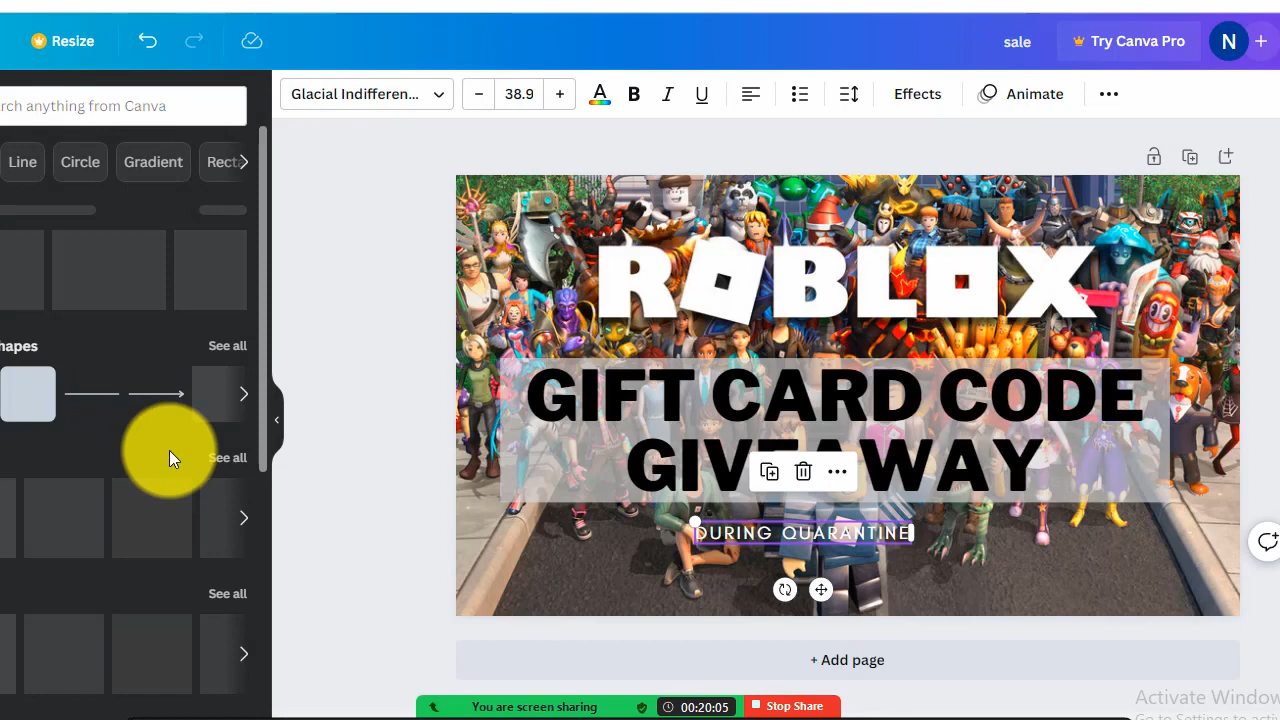 Resize
sale
Try Canva Pro
N
rch anything from Canva
Glacial Indifferen...
38.9
A
B
I
U
Effects
Animate
Line
Circle
Gradient
Recta
ROBLOX
hapes
See all
GIFT CARD CODE
GIVEAWAY
See all
DURING QUARANTINE
See all
+ Add page
You are screen sharing
00:20:05
Stop Share
Activate Window